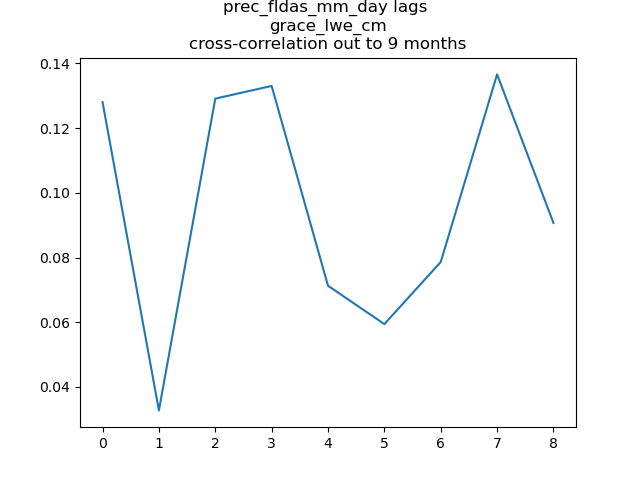 prec_fldas_mm_day lags
grace_lwe_cm
cross-correlation out to 9 months
0.14
0.12
0.10
0.08
0.06
0.04
0 1 2 3 4 5 6 7 8